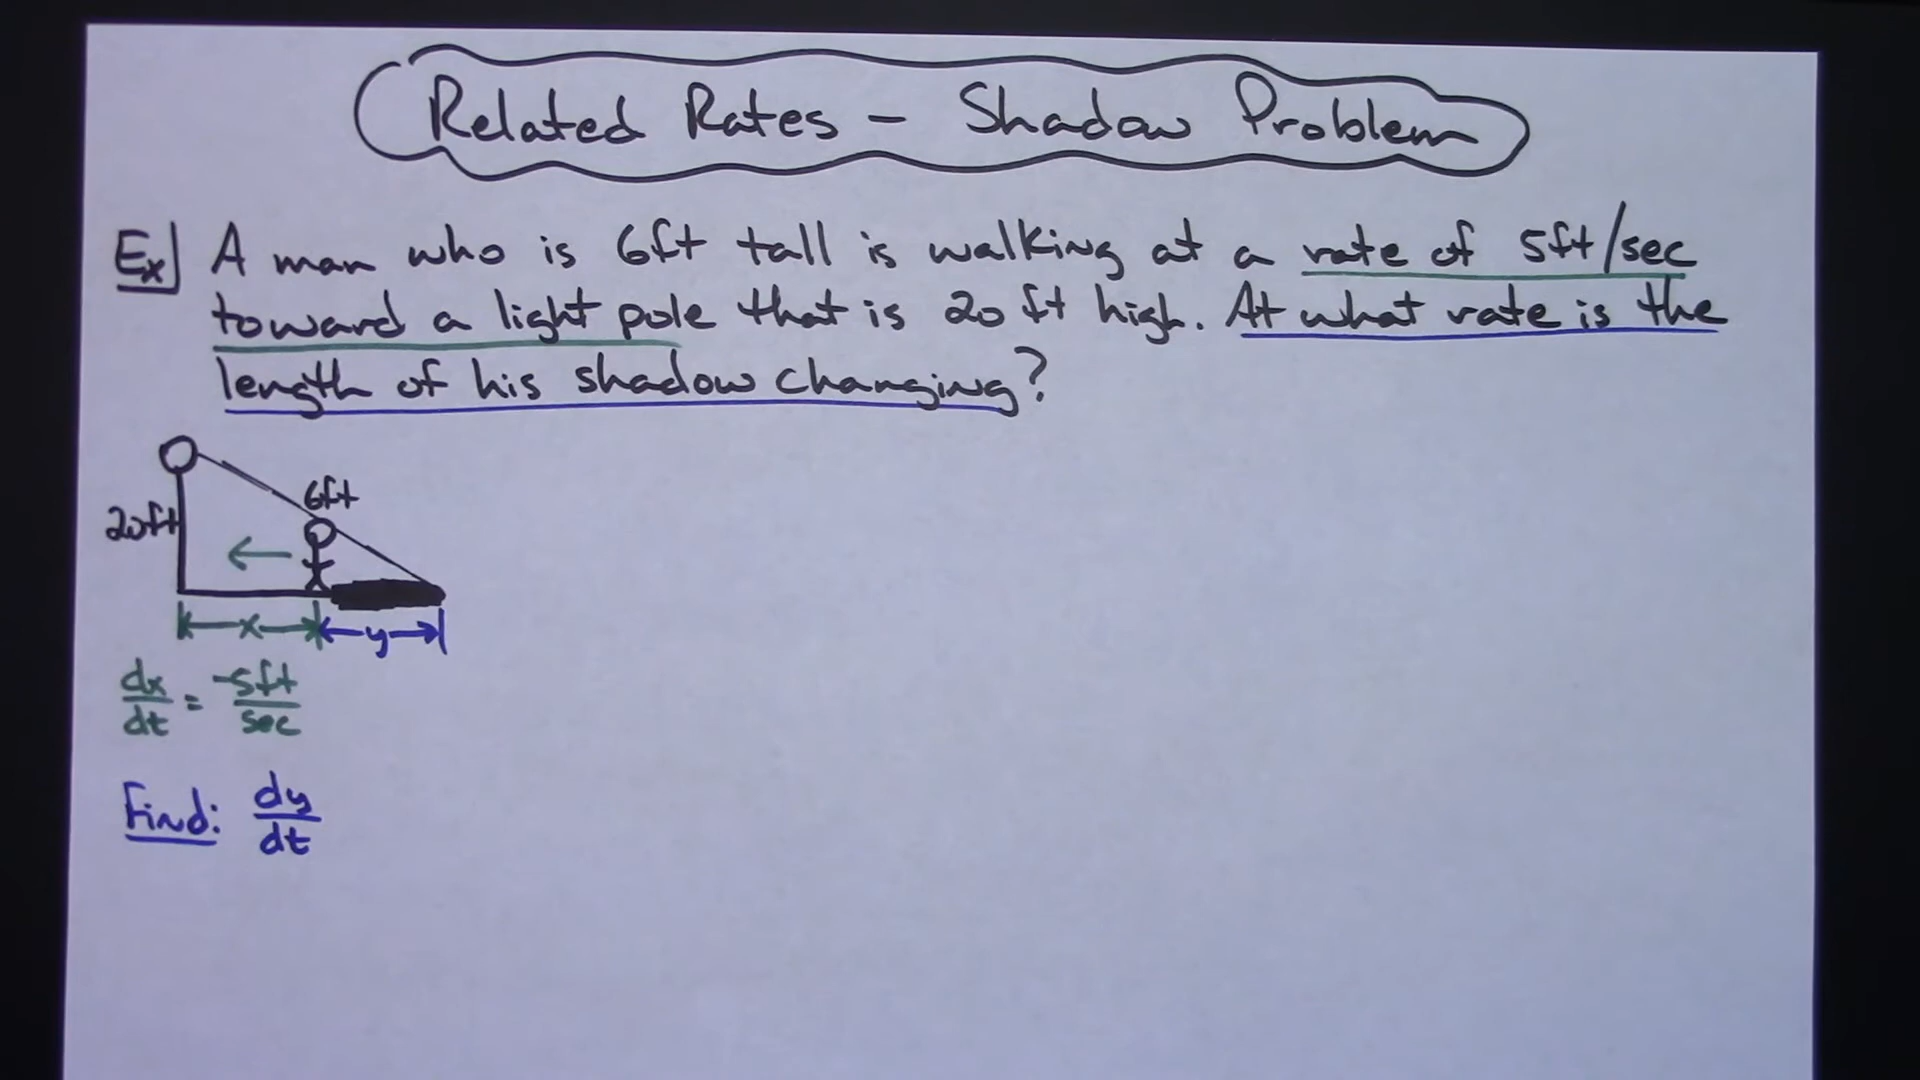 Related Rates - Shadow Problem
Ex] A man who is 6ft tall is walking at a rate of 5ft/sec
toward a light pole that is 20 ft high. At what rate is the
length of his shadow changing?
6ft
20ft
x y
dx/dt = -5ft/sec
Find: dy/dt